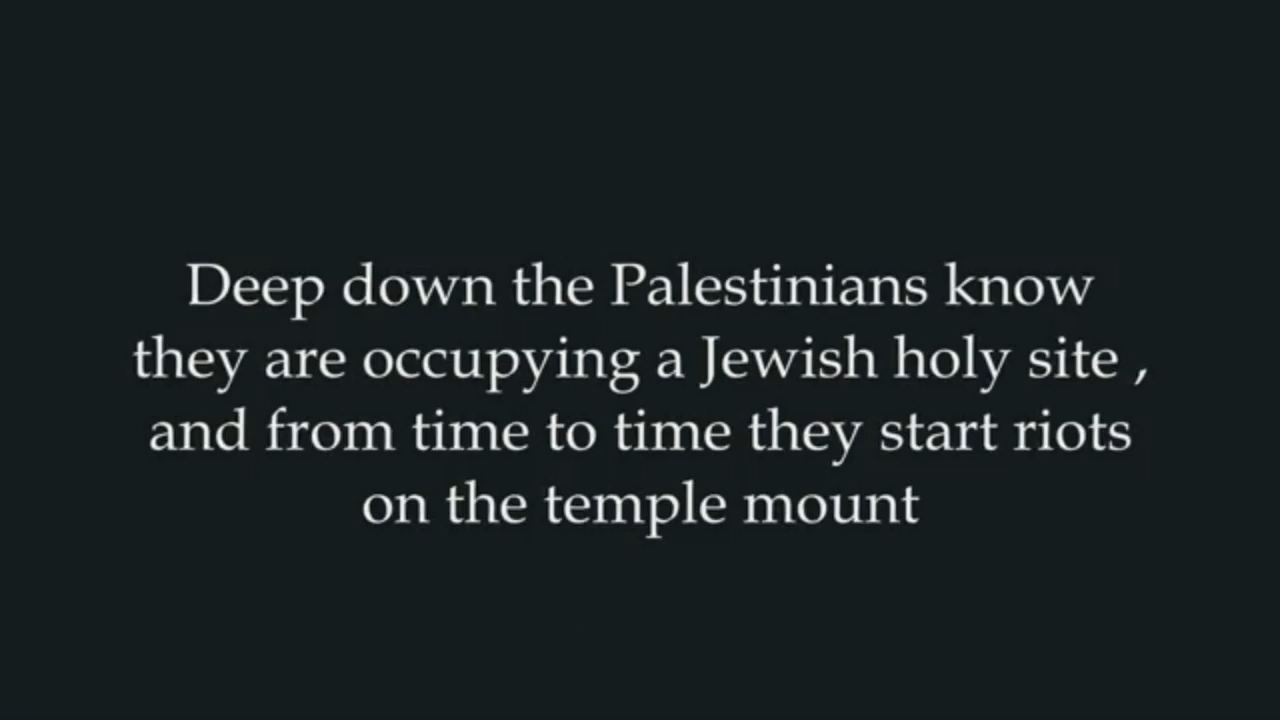 Deep down the Palestinians know
they are occupying a Jewish holy site ,
and from time to time they start riots
on the temple mount